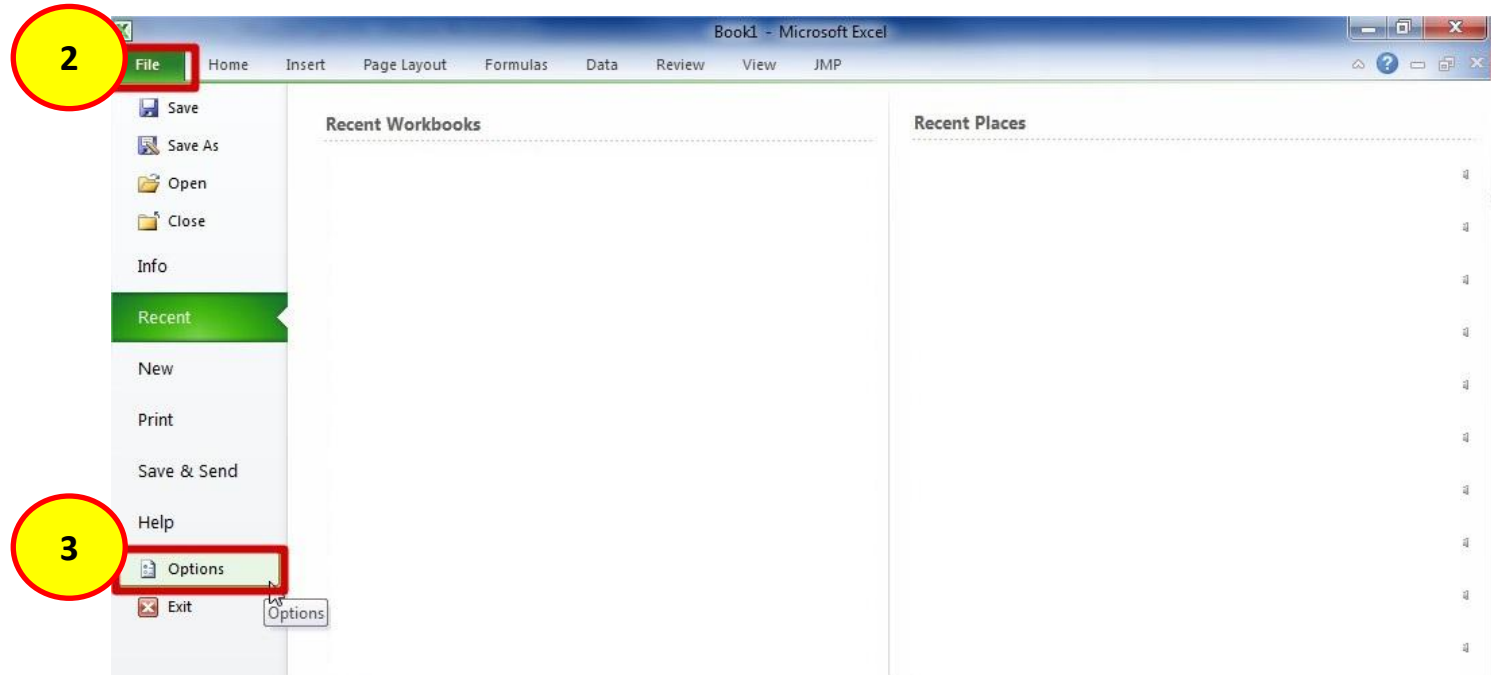 Book1 - Microsoft Excel
2
File Home Insert Page Layout Formulas Data Review View JMP
Save
Save As
Open
Close
Info
Recent
New
Print
Save & Send
Help
3
Options
Exit
Options
Recent Workbooks
Recent Places